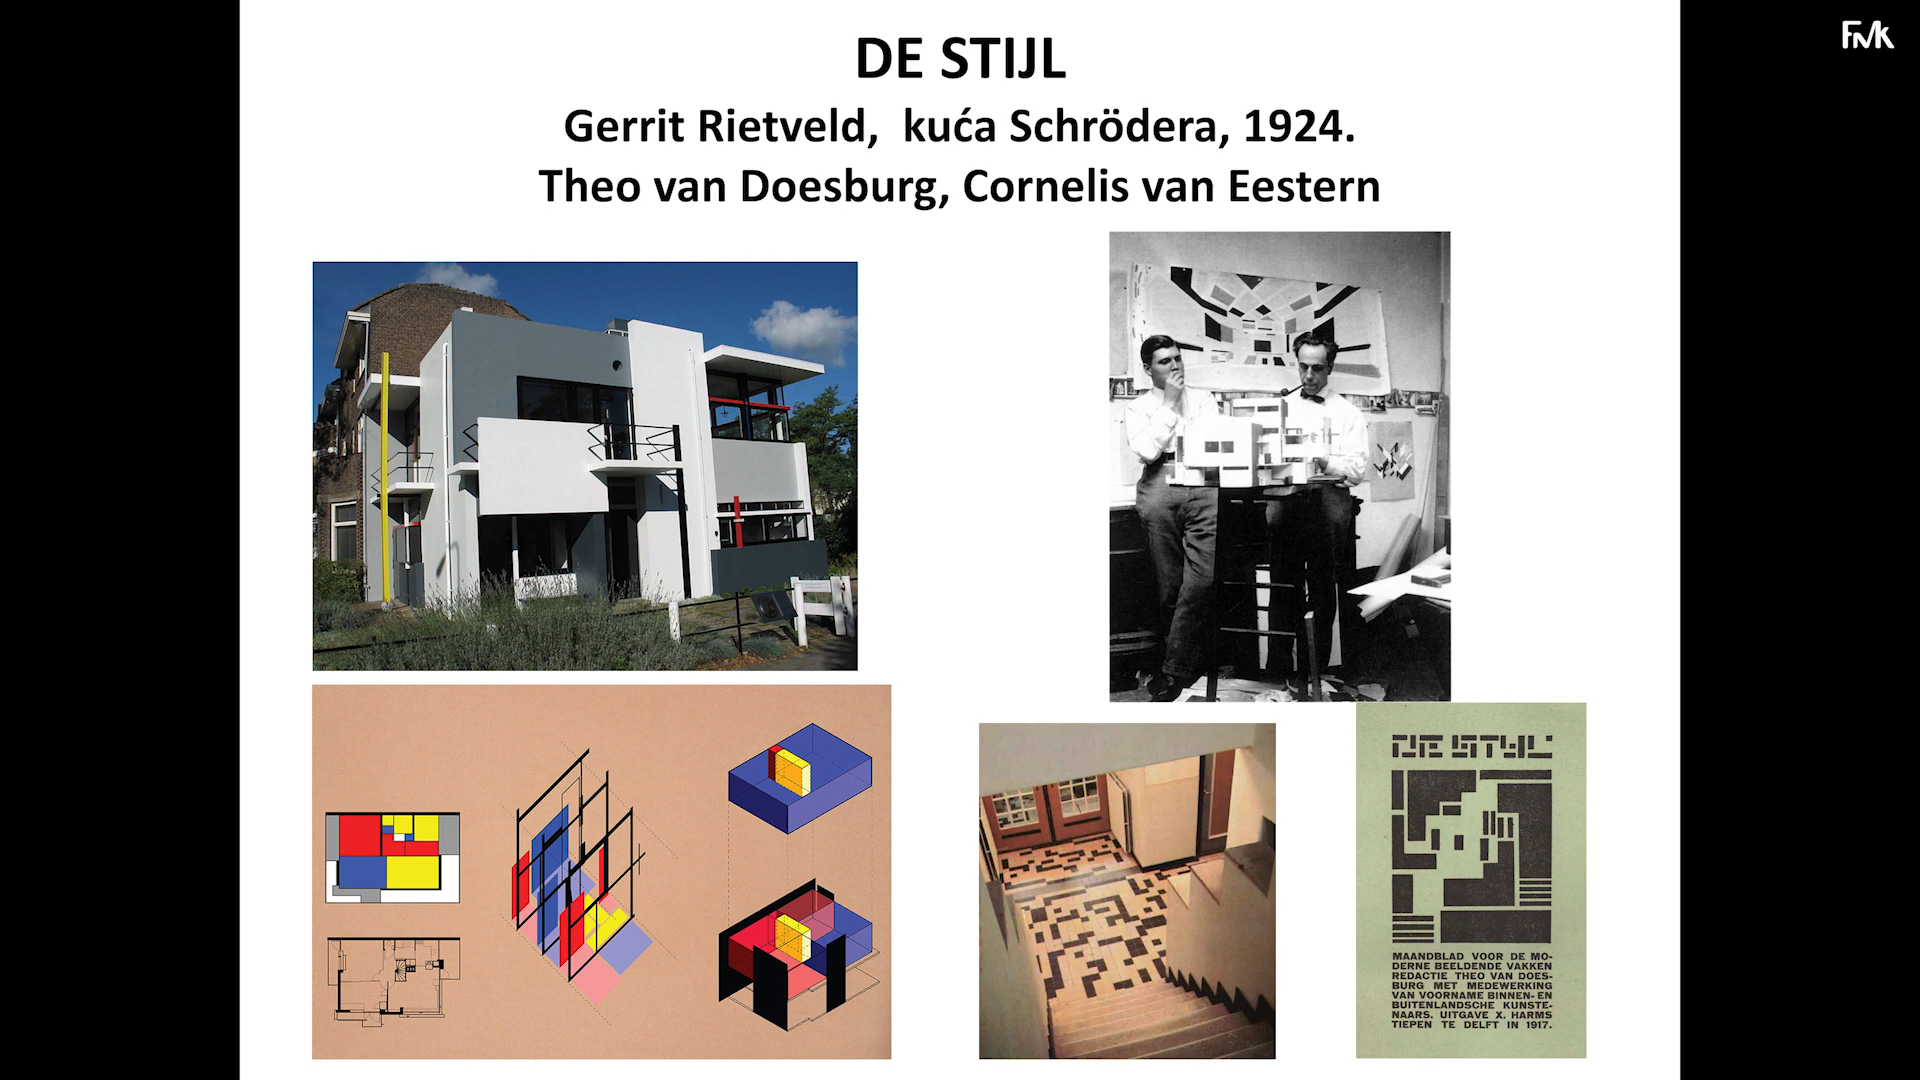 DE STIJL
Gerrit Rietveld, kuća Schrödera, 1924.
Theo van Doesburg, Cornelis van Eestern
FMK
DE STYL
MAANDBLAD VOOR DE MO-
DERNE BEELDENDE VAKKEN
REDACTIE THEO VAN DOES-
BURG MET MEDEWERKING
VAN VOORNAME BINNEN- EN
BUITENLANDSCHE KUNSTE-
NAARS. UITGAVE X. HARMS
TIEPEN TE DELFT IN 1917.